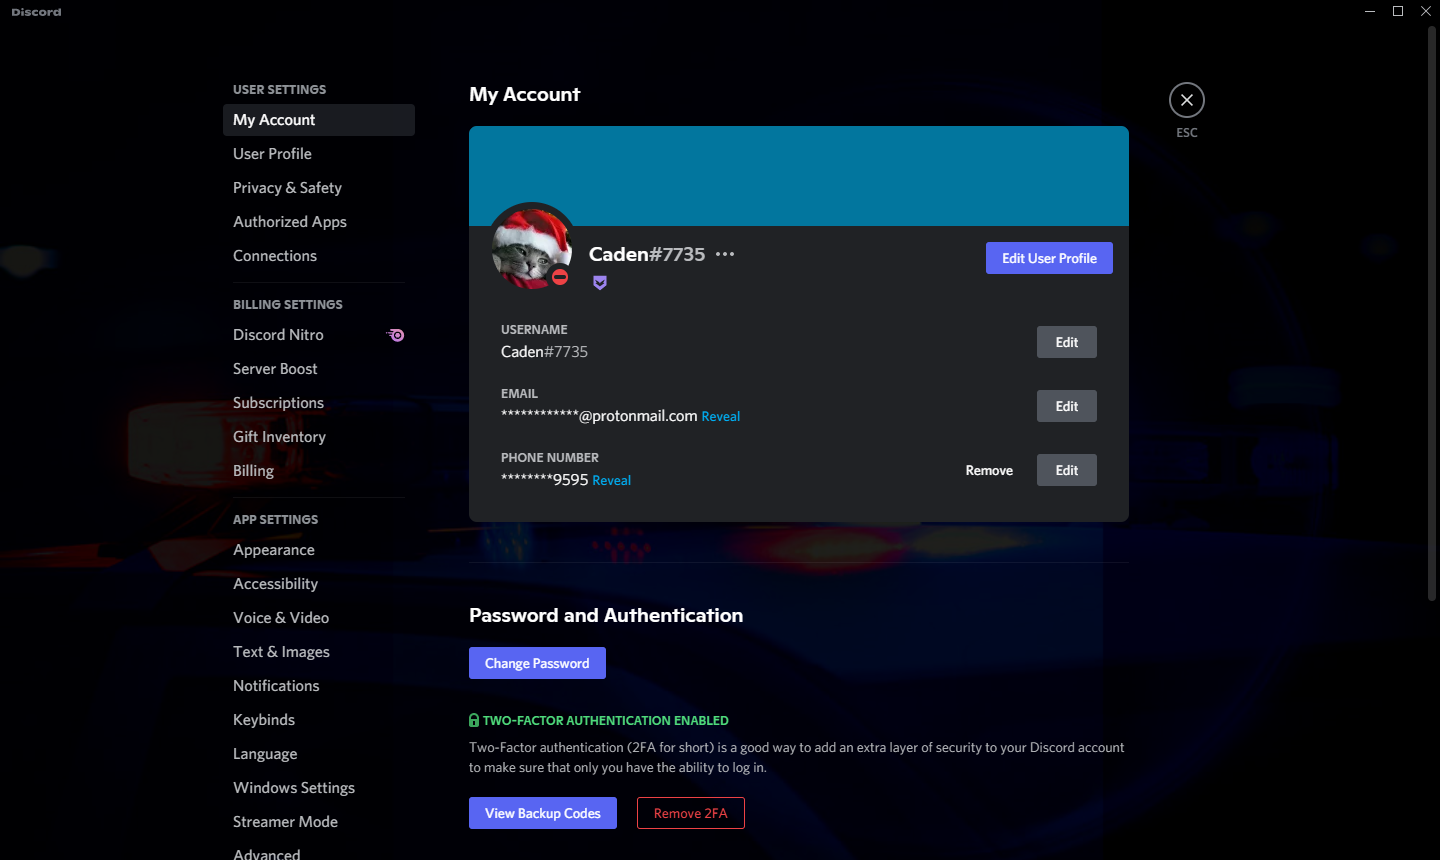 Discord
USER SETTINGS
My Account
User Profile
Privacy & Safety
Authorized Apps
Connections
BILLING SETTINGS
Discord Nitro
Server Boost
Subscriptions
Gift Inventory
Billing
APP SETTINGS
Appearance
Accessibility
Voice & Video
Text & Images
Notifications
Keybinds
Language
Windows Settings
Streamer Mode
Advanced
My Account
ESC
Caden#7735
Edit User Profile
USERNAME
Caden#7735
Edit
EMAIL
************@protonmail.com Reveal
Edit
PHONE NUMBER
********9595 Reveal
Remove
Edit
Password and Authentication
Change Password
TWO-FACTOR AUTHENTICATION ENABLED
Two-Factor authentication (2FA for short) is a good way to add an extra layer of security to your Discord account
to make sure that only you have the ability to log in.
View Backup Codes
Remove 2FA